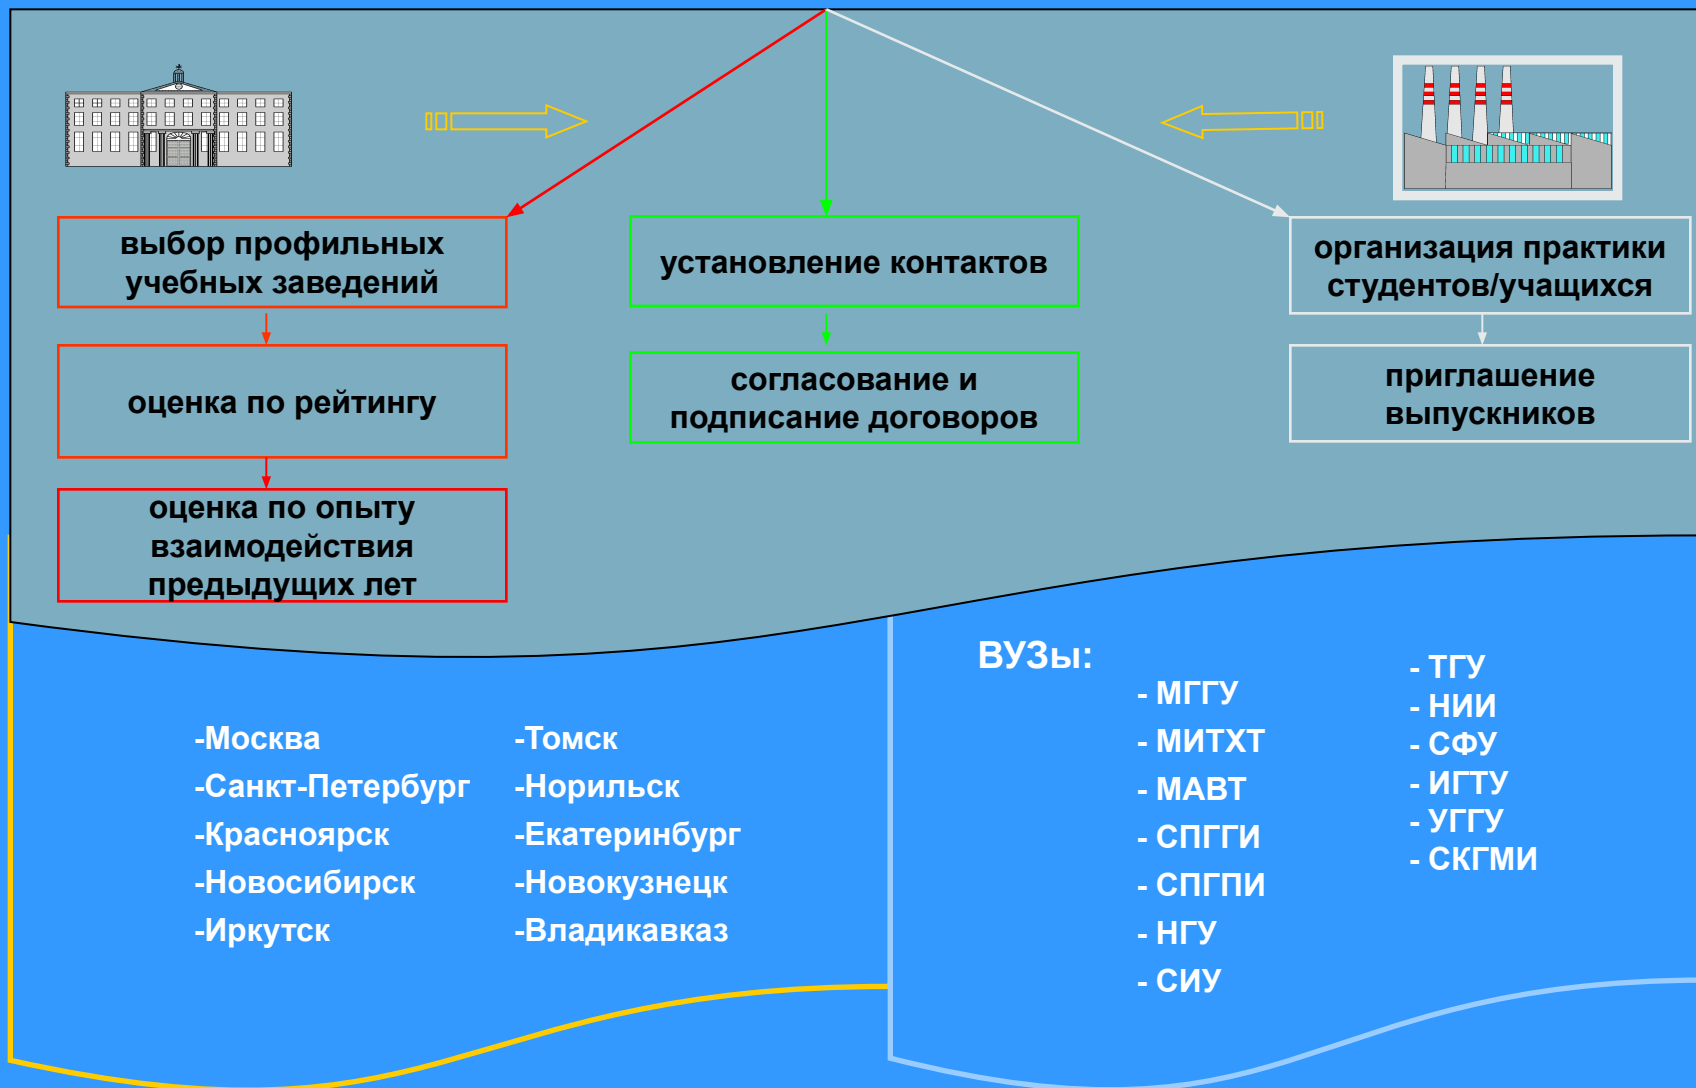 выбор профильных
учебных заведений
оценка по рейтингу
оценка по опыту
взаимодействия
предыдущих лет
установление контактов
согласование и
подписание договоров
организация практики
студентов/учащихся
приглашение
выпускников
-Москва
-Санкт-Петербург
-Красноярск
-Новосибирск
-Иркутск
-Томск
-Норильск
-Екатеринбург
-Новокузнецк
-Владикавказ
ВУЗы:
- МГГУ
- МИТХТ
- МАВТ
- СПГГИ
- СПГПИ
- НГУ
- СИУ
- ТГУ
- НИИ
- СФУ
- ИГТУ
- УГГУ
- СКГМИ